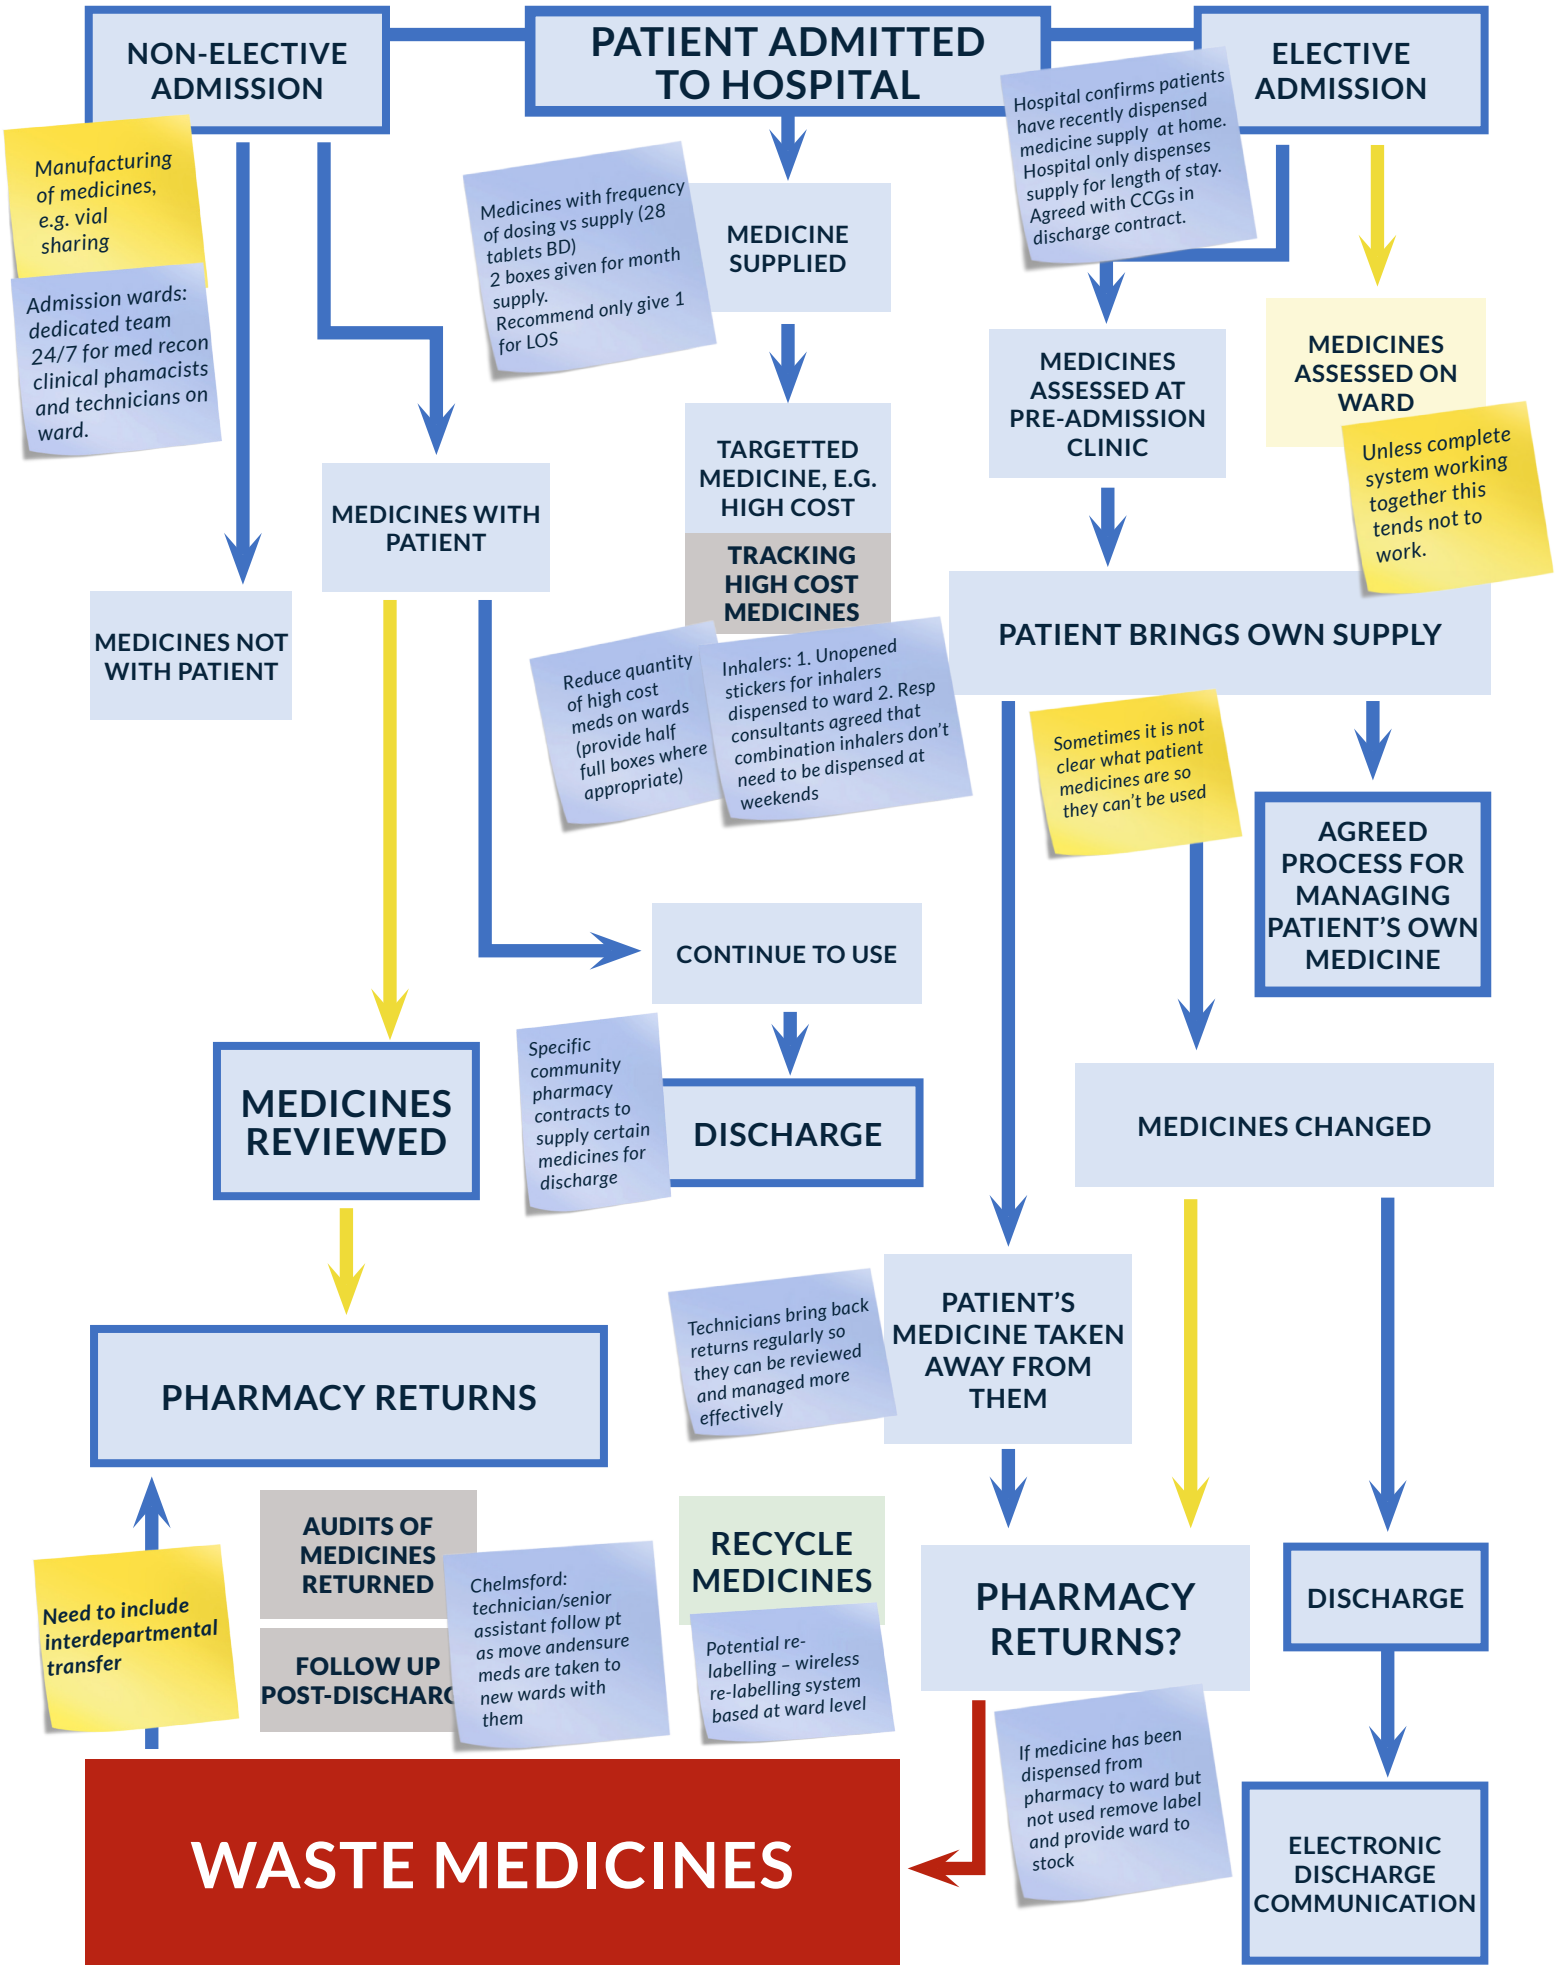 NON-ELECTIVE
ADMISSION
PATIENT ADMITTED
TO HOSPITAL
ELECTIVE
ADMISSION
Manufacturing
of medicines,
e.g. vial
sharing
Admission wards:
dedicated team
24/7 for med recon
clinical phamacists
and technicians on
ward.
Medicines with frequency
of dosing vs supply (28
tablets BD)
2 boxes given for month
supply.
Recommend only give 1
for LOS
MEDICINE
SUPPLIED
Hospital confirms patients
have recently dispensed
medicine supply at home.
Hospital only dispenses
supply for length of stay.
Agreed with CCGs in
discharge contract.
MEDICINES
ASSESSED AT
PRE-ADMISSION
CLINIC
MEDICINES
ASSESSED ON
WARD
Unless complete
system working
together this
tends not to
work.
MEDICINES WITH
PATIENT
TARGETTED
MEDICINE, E.G.
HIGH COST
TRACKING
HIGH COST
MEDICINES
MEDICINES NOT
WITH PATIENT
PATIENT BRINGS OWN SUPPLY
Reduce quantity
of high cost
meds on wards
(provide half
full boxes where
appropriate)
Inhalers: 1. Unopened
stickers for inhalers
dispensed to ward 2. Resp
consultants agreed that
combination inhalers don't
need to be dispensed at
weekends
Sometimes it is not
clear what patient
medicines are so
they can't be used
AGREED
PROCESS FOR
MANAGING
PATIENT'S OWN
MEDICINE
CONTINUE TO USE
MEDICINES
REVIEWED
Specific
community
pharmacy
contracts to
supply certain
medicines for
discharge
DISCHARGE
MEDICINES CHANGED
PHARMACY RETURNS
Technicians bring back
returns regularly so
they can be reviewed
and managed more
effectively
PATIENT'S
MEDICINE TAKEN
AWAY FROM
THEM
Need to include
interdepartmental
transfer
AUDITS OF
MEDICINES
RETURNED
FOLLOW UP
POST-DISCHARG
Chelmsford:
technician/senior
assistant follow pt
as move andensure
meds are taken to
new wards with
them
RECYCLE
MEDICINES
Potential re-
labelling – wireless
re-labelling system
based at ward level
PHARMACY
RETURNS?
DISCHARGE
If medicine has been
dispensed from
pharmacy to ward but
not used remove label
and provide ward to
stock
WASTE MEDICINES
ELECTRONIC
DISCHARGE
COMMUNICATION